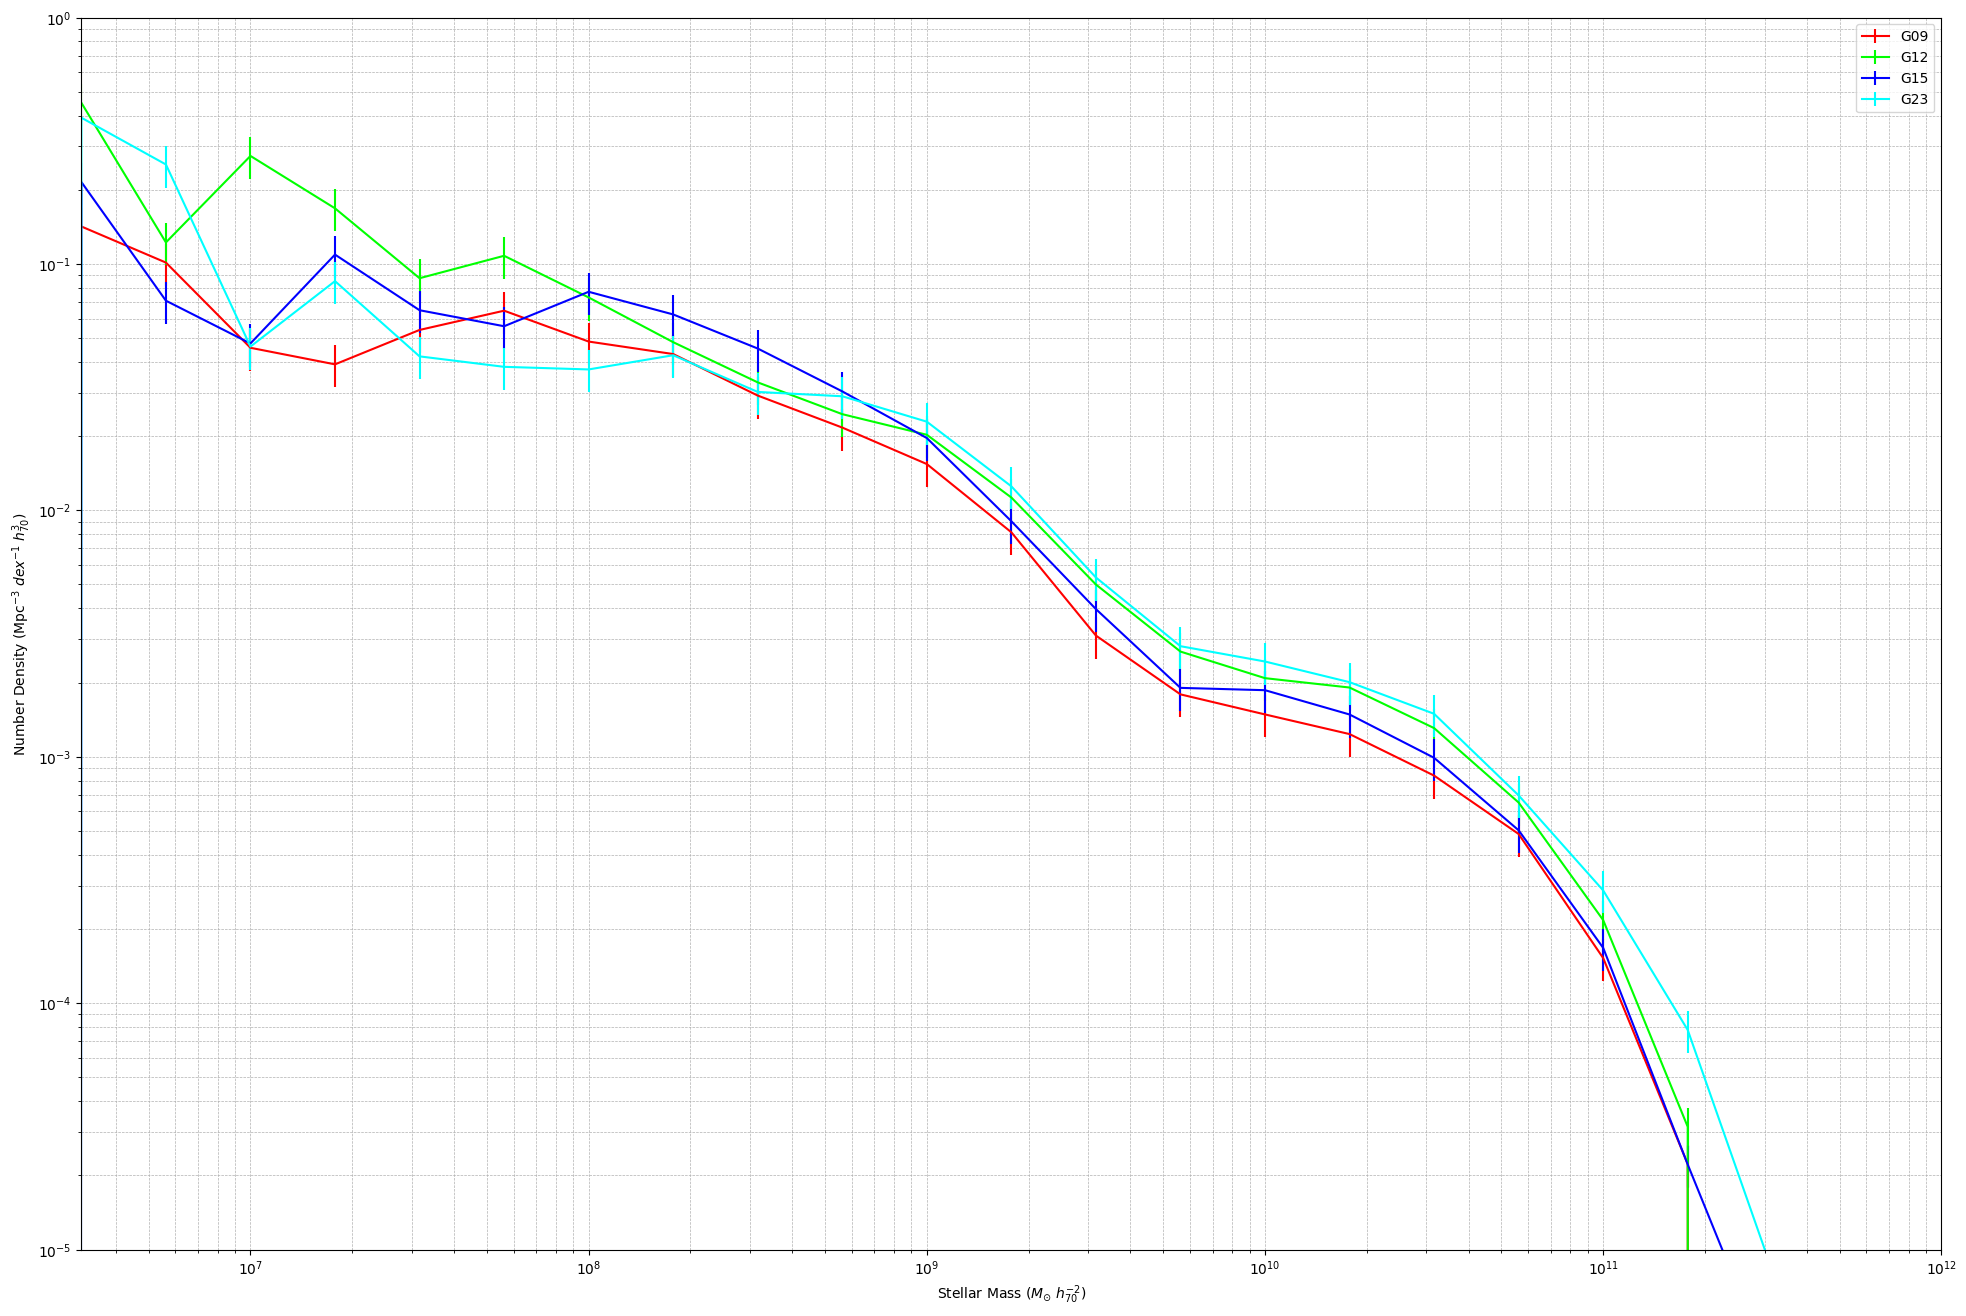 G09
G12
G15
G23
10⁰
10⁻¹
10⁻²
10⁻³
10⁻⁴
10⁻⁵
Number Density (Mpc⁻³ dex⁻¹ h₇₀³)
10⁷ 10⁸ 10⁹ 10¹⁰ 10¹¹ 10¹²
Stellar Mass (M⊙ h₇₀⁻²)